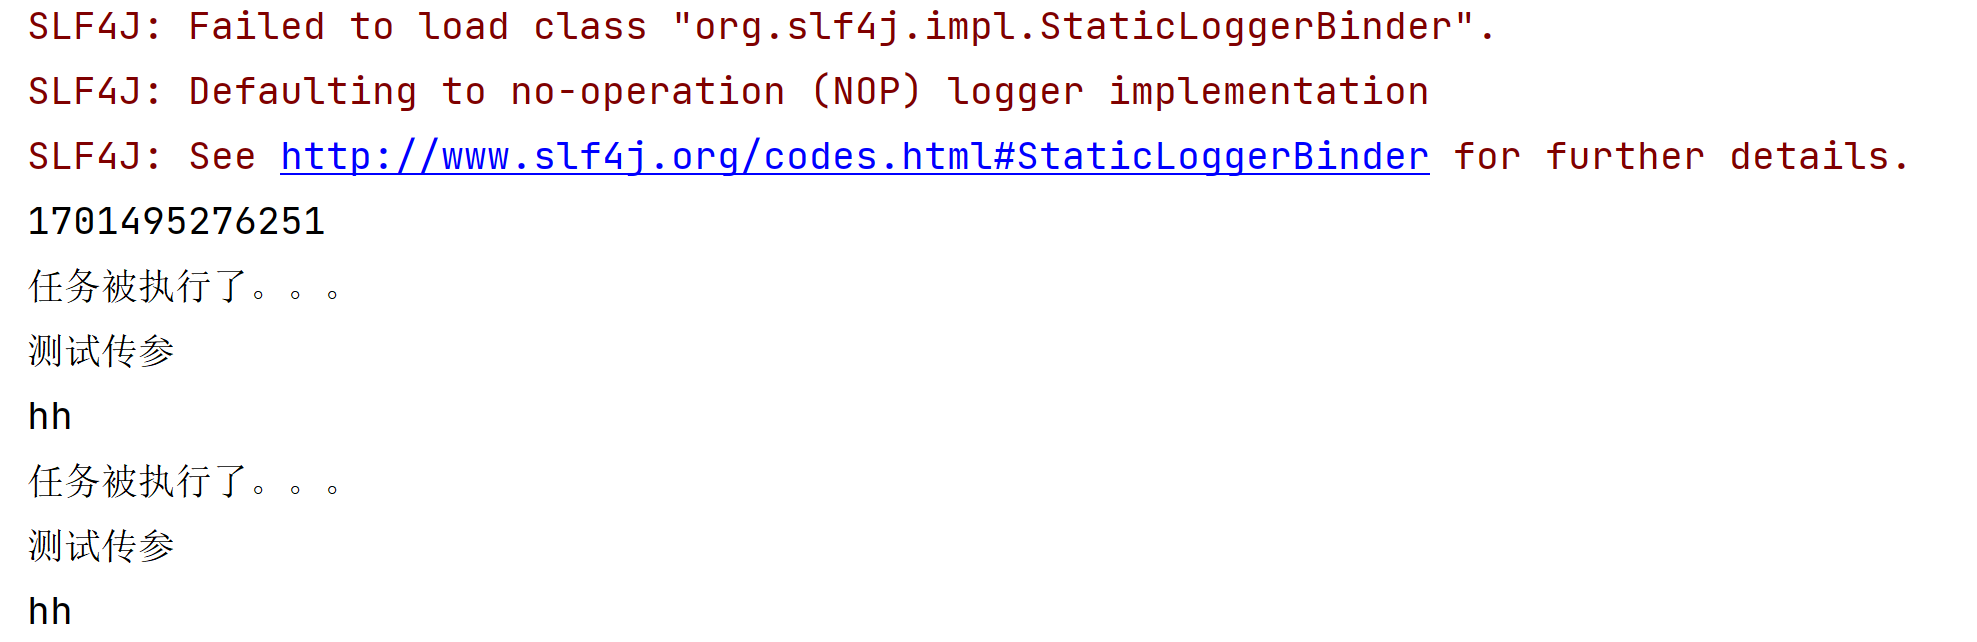 SLF4J: Failed to load class "org.slf4j.impl.StaticLoggerBinder".
SLF4J: Defaulting to no-operation (NOP) logger implementation
SLF4J: See http://www.slf4j.org/codes.html#StaticLoggerBinder for further details.
1701495276251
任务被执行了。。。
测试传参
hh
任务被执行了。。。
测试传参
hh